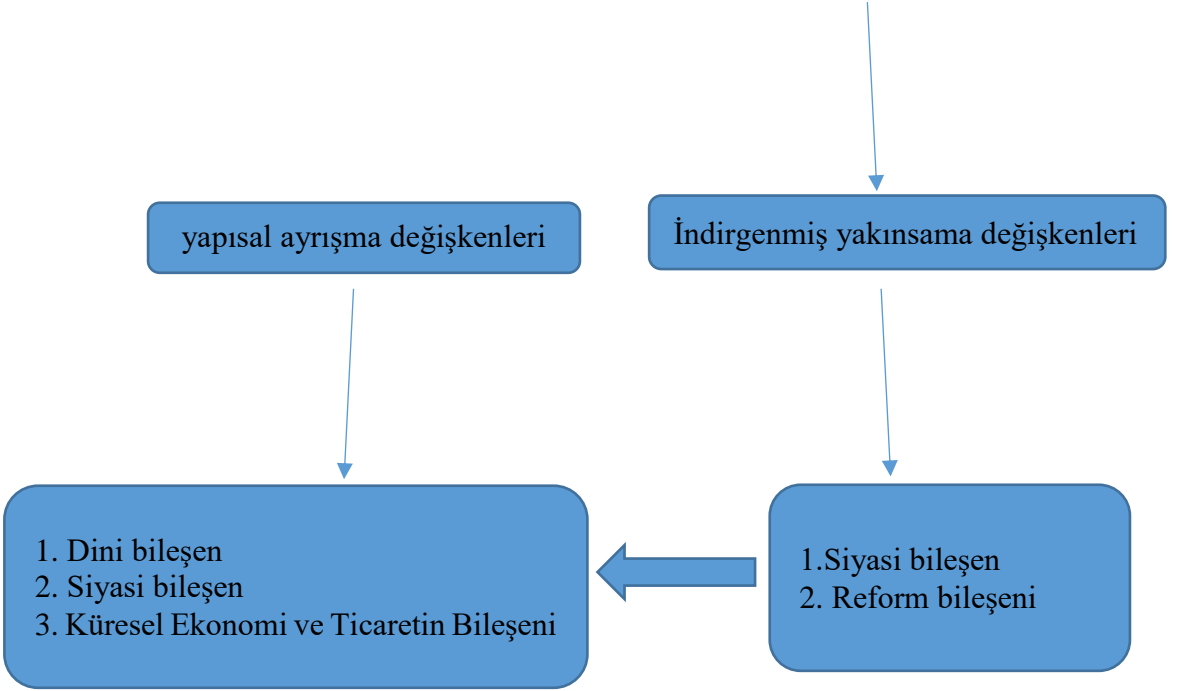 yapısal ayrışma değişkenleri
İndirgenmiş yakınsama değişkenleri
1. Dini bileşen
2. Siyasi bileşen
3. Küresel Ekonomi ve Ticaretin Bileşeni
1.Siyasi bileşen
2. Reform bileşeni